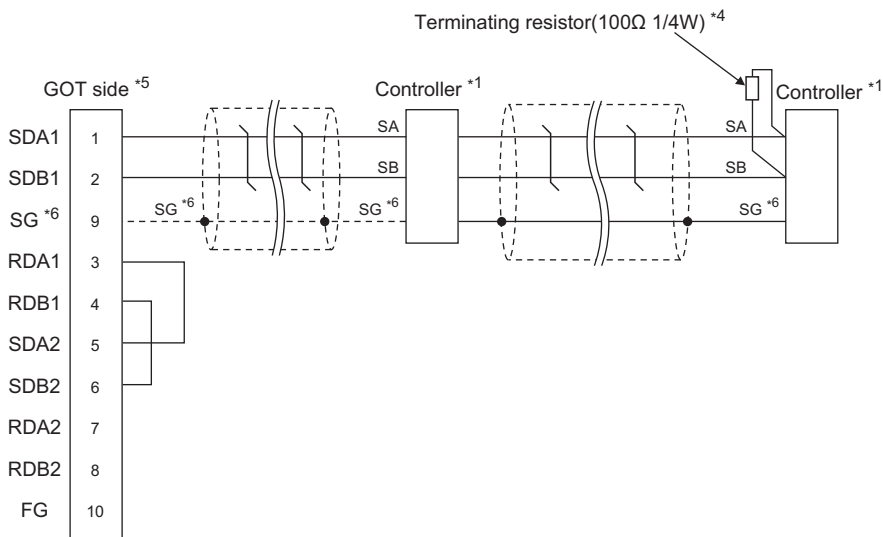 Terminating resistor(100Ω 1/4W) *4
GOT side *5
Controller *1
Controller *1
SDA1 1 SA SA
SDB1 2 SB SB
SG *6 9 SG *6 SG *6 SG *6
RDA1 3
RDB1 4
SDA2 5
SDB2 6
RDA2 7
RDB2 8
FG 10